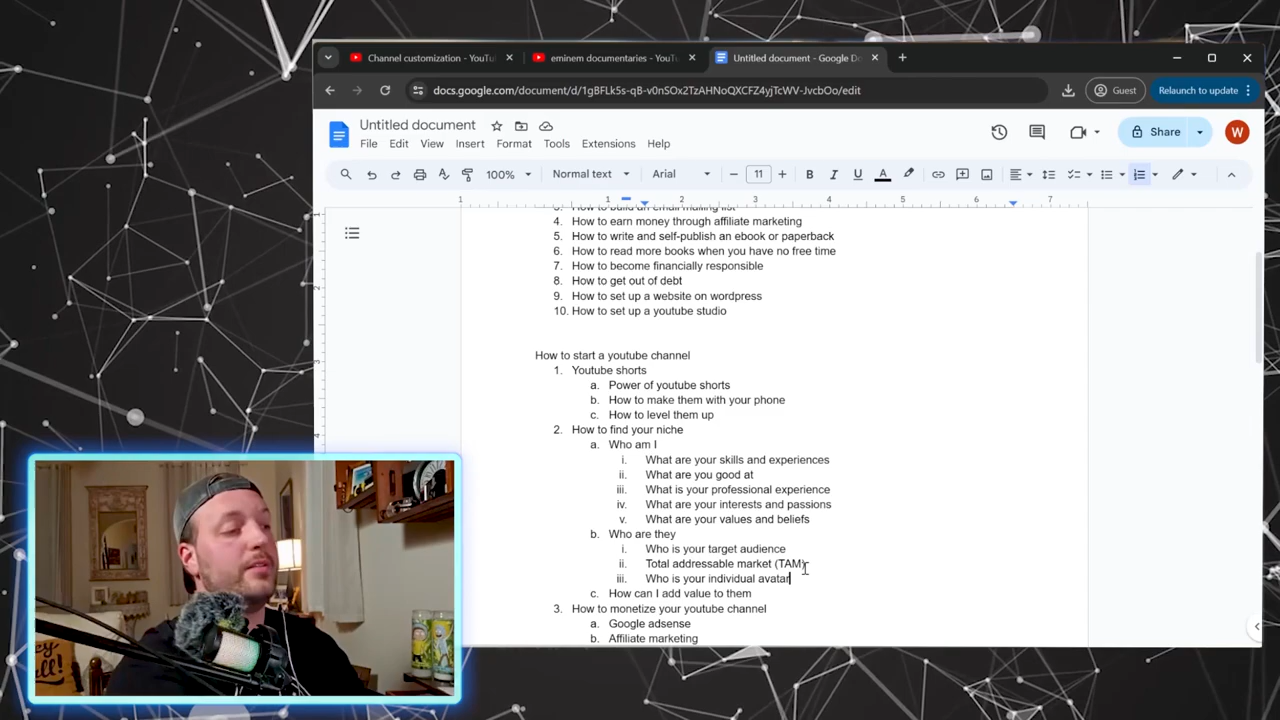 Channel customization - YouTu
eminem documentaries - YouTu
Untitled document - Google Do
docs.google.com/document/d/1gBFLk5s-qB-v0nSOx2TzAHNoQXCFZ4yjTcWV-JvcbOo/edit
Guest
Relaunch to update
Untitled document
File Edit View Insert Format Tools Extensions Help
Share
W
100%
Normal text
Arial
11
B I U A
1 1 2 3 4 5 6 7
4. How to earn money through affiliate marketing
5. How to write and self-publish an ebook or paperback
6. How to read more books when you have no free time
7. How to become financially responsible
8. How to get out of debt
9. How to set up a website on wordpress
10. How to set up a youtube studio
How to start a youtube channel
1. Youtube shorts
a. Power of youtube shorts
b. How to make them with your phone
c. How to level them up
2. How to find your niche
a. Who am I
i. What are your skills and experiences
ii. What are you good at
iii. What is your professional experience
iv. What are your interests and passions
v. What are your values and beliefs
b. Who are they
i. Who is your target audience
ii. Total addressable market (TAM)
iii. Who is your individual avatar
c. How can I add value to them
3. How to monetize your youtube channel
a. Google adsense
b. Affiliate marketing